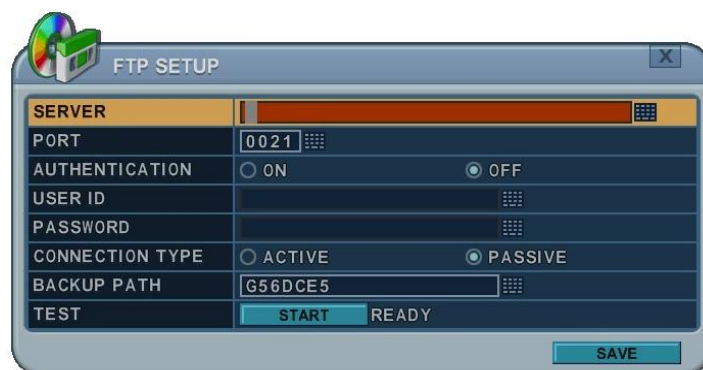 FTP SETUP
X
SERVER
PORT 0021
AUTHENTICATION ON OFF
USER ID
PASSWORD
CONNECTION TYPE ACTIVE PASSIVE
BACKUP PATH G56DCE5
TEST START READY
SAVE